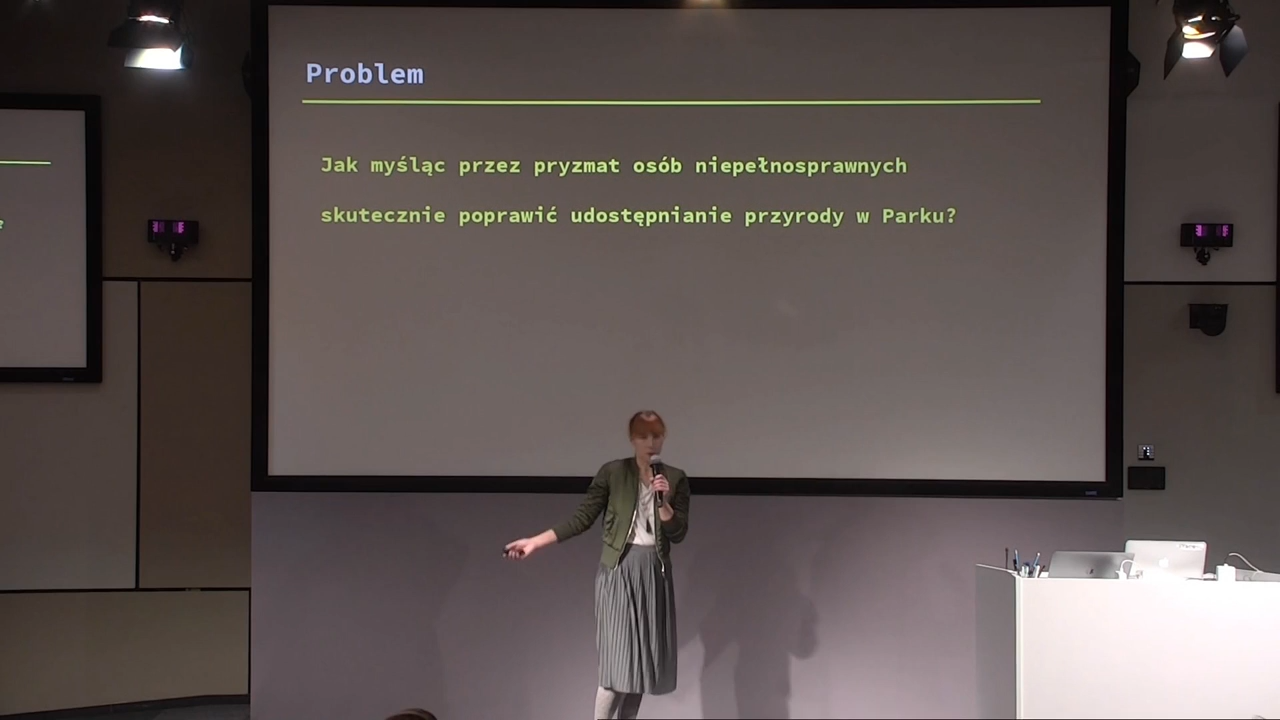 Problem
Jak myśląc przez pryzmat osób niepełnosprawnych
skutecznie poprawić udostępnianie przyrody w Parku?
?